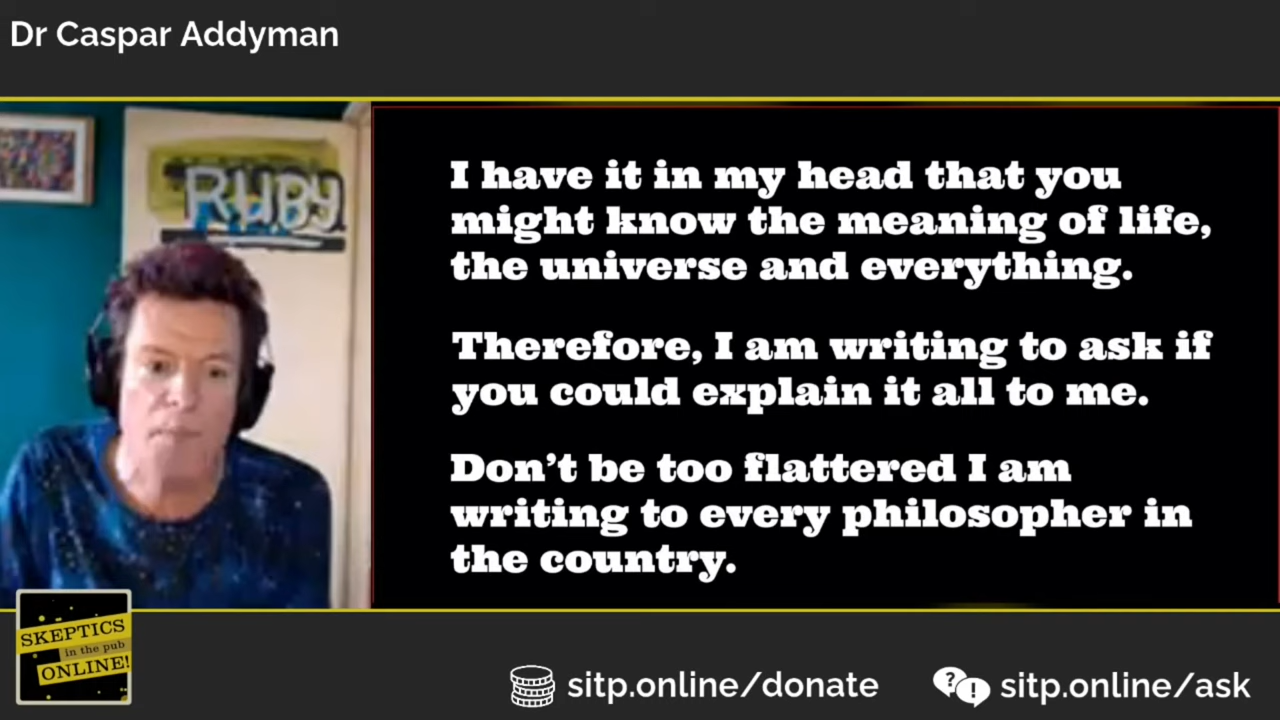 Dr Caspar Addyman
RUBY
I have it in my head that you
might know the meaning of life,
the universe and everything.
Therefore, I am writing to ask if
you could explain it all to me.
Don't be too flattered I am
writing to every philosopher in
the country.
SKEPTICS
in the pub
ONLINE!
sitp.online/donate
? !
sitp.online/ask